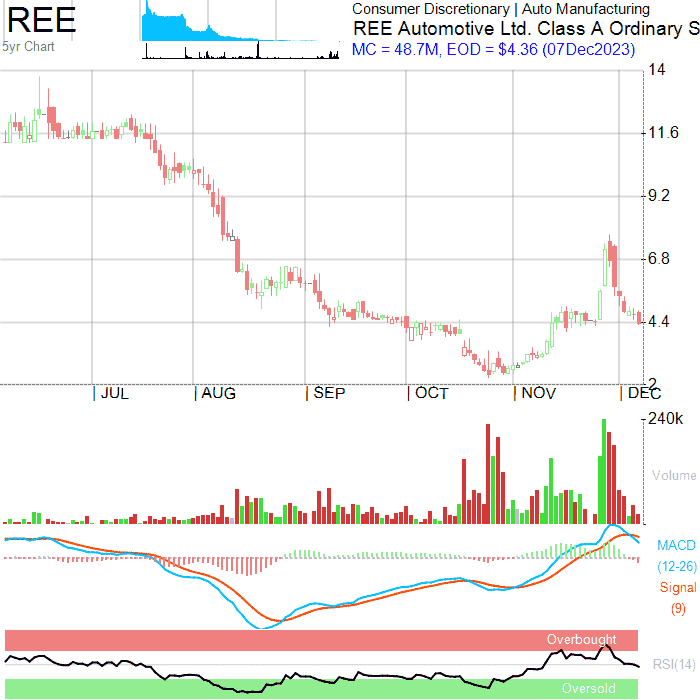 REE
5yr Chart
Consumer Discretionary | Auto Manufacturing
REE Automotive Ltd. Class A Ordinary S
MC = 48.7M, EOD = $4.36 (07Dec2023)
14
11.6
9.2
6.8
4.4
2
| JUL | AUG | SEP | OCT | NOV | DEC
240k
Volume
MACD
(12-26)
Signal
(9)
Overbought
RSI(14)
Oversold